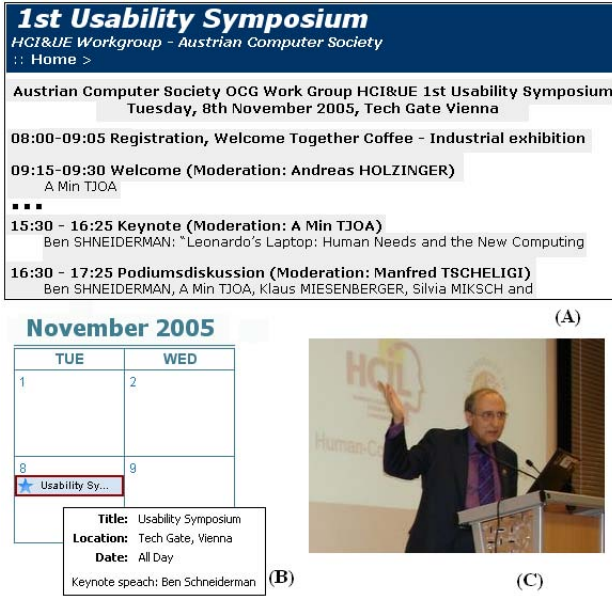 1st Usability Symposium
HCI&UE Workgroup - Austrian Computer Society
:: Home >
Austrian Computer Society OCG Work Group HCI&UE 1st Usability Symposium
Tuesday, 8th November 2005, Tech Gate Vienna
08:00-09:05 Registration, Welcome Together Coffee - Industrial exhibition
09:15-09:30 Welcome (Moderation: Andreas HOLZINGER)
A Min TJOA
...
15:30 - 16:25 Keynote (Moderation: A Min TJOA)
Ben SHNEIDERMAN: "Leonardo's Laptop: Human Needs and the New Computing
16:30 - 17:25 Podiumsdiskussion (Moderation: Manfred TSCHELIGI)
Ben SHNEIDERMAN, A Min TJOA, Klaus MIESENBERGER, Silvia MIKSCH and
(A)
November 2005
TUE WED
1 2
8 9
Usability Sy...
Title: Usability Symposium
Location: Tech Gate, Vienna
Date: All Day
Keynote speach: Ben Schneiderman
(B)
HCIL
Human-Co
(C)